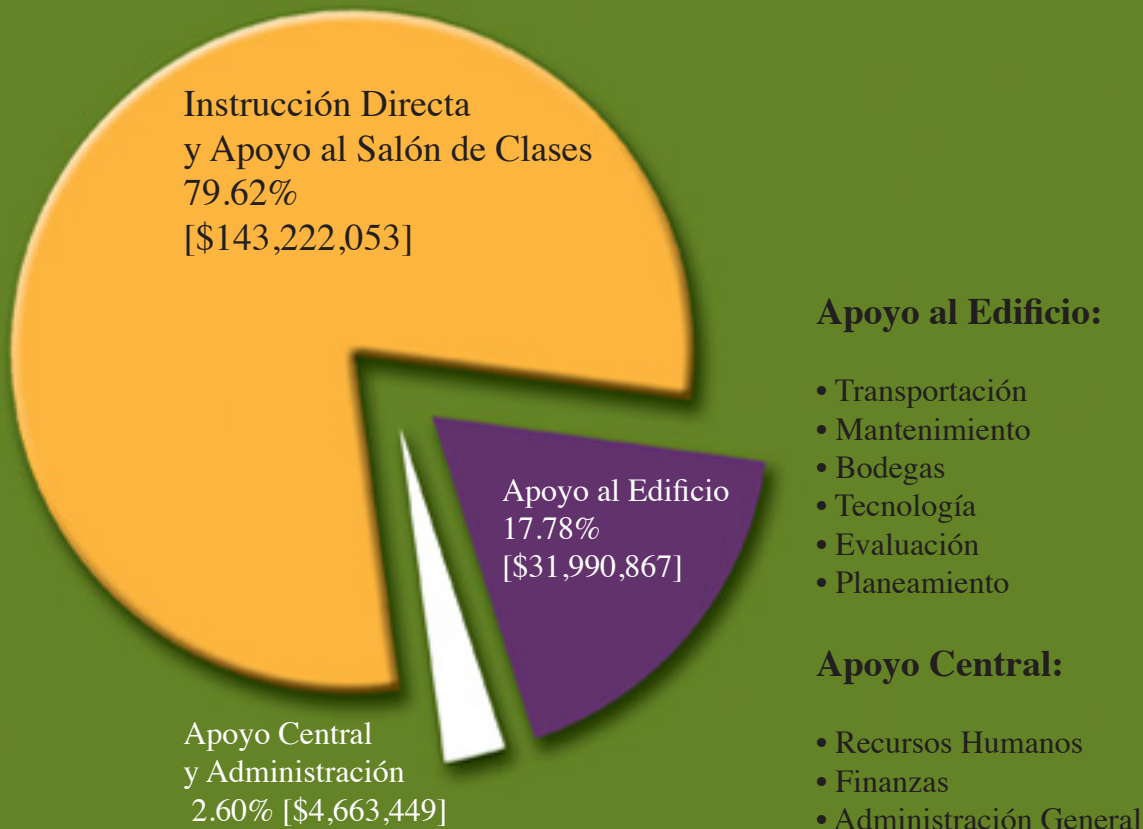 Instrucción Directa
y Apoyo al Salón de Clases
79.62%
[$143,222,053]
Apoyo al Edificio
17.78%
[$31,990,867]
Apoyo Central
y Administración
2.60% [$4,663,449]
Apoyo al Edificio:
• Transportación
• Mantenimiento
• Bodegas
• Tecnología
• Evaluación
• Planeamiento
Apoyo Central:
• Recursos Humanos
• Finanzas
• Administración General